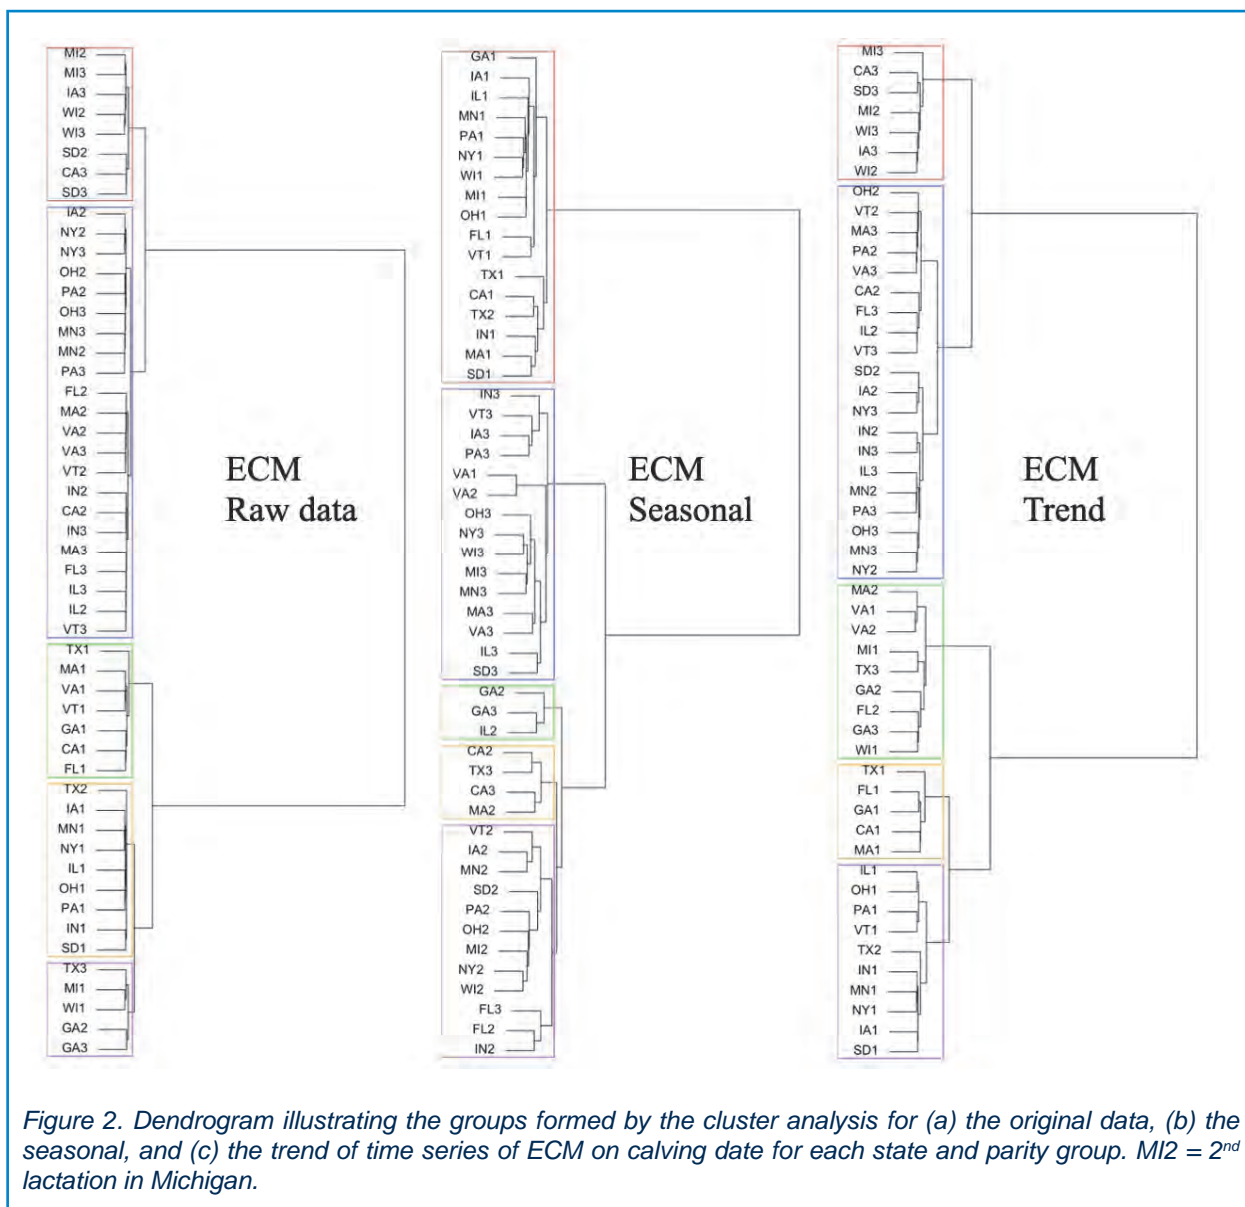 MI2
MI3
IA3
WI2
WI3
SD2
CA3
SD3
IA2
NY2
NY3
OH2
PA2
OH3
MN3
MN2
PA3
FL2
MA2
VA2
VA3
VT2
IN2
CA2
IN3
MA3
FL3
IL3
IL2
VT3
TX1
MA1
VA1
VT1
GA1
CA1
FL1
TX2
IA1
MN1
NY1
IL1
OH1
PA1
IN1
SD1
TX3
MI1
WI1
GA2
GA3
ECM
Raw data
GA1
IA1
IL1
MN1
PA1
NY1
WI1
MI1
OH1
FL1
VT1
TX1
CA1
TX2
IN1
MA1
SD1
IN3
VT3
IA3
PA3
VA1
VA2
OH3
NY3
WI3
MI3
MN3
MA3
VA3
IL3
SD3
GA2
GA3
IL2
CA2
TX3
CA3
MA2
VT2
IA2
MN2
SD2
PA2
OH2
MI2
NY2
WI2
FL3
FL2
IN2
ECM
Seasonal
MI3
CA3
SD3
MI2
WI3
IA3
WI2
OH2
VT2
MA3
PA2
VA3
CA2
FL3
IL2
VT3
SD2
IA2
NY3
IN2
IN3
IL3
MN2
PA3
OH3
MN3
NY2
MA2
VA1
VA2
MI1
TX3
GA2
FL2
GA3
WI1
TX1
FL1
GA1
CA1
MA1
IL1
OH1
PA1
VT1
TX2
IN1
MN1
NY1
IA1
SD1
ECM
Trend
Figure 2. Dendrogram illustrating the groups formed by the cluster analysis for (a) the original data, (b) the
seasonal, and (c) the trend of time series of ECM on calving date for each state and parity group. MI2 = 2nd
lactation in Michigan.